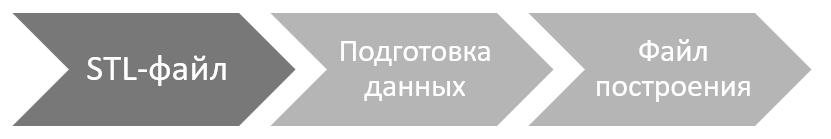 STL-файл
Подготовка
данных
Файл
построения